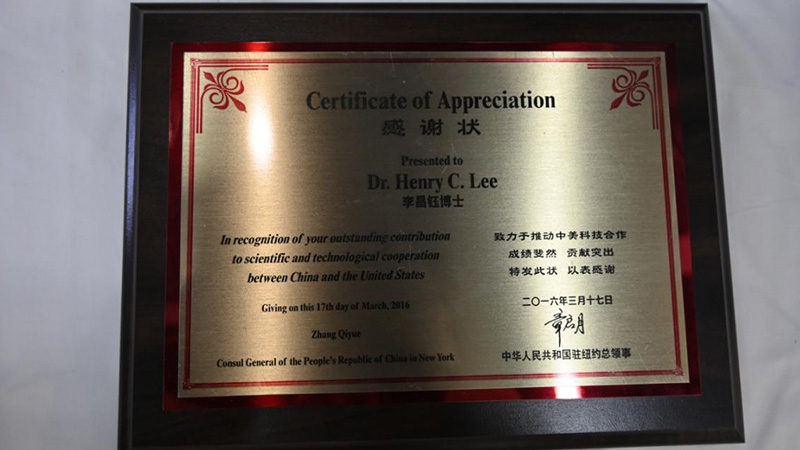 Certificate of Appreciation
感谢状
Presented to
Dr. Henry C. Lee
李昌钰博士
In recognition of your outstanding contribution
to scientific and technological cooperation
between China and the United States
Giving on this 17th day of March, 2016
Zhang Qiyue
Consul General of the People's Republic of China in New York
致力于推动中美科技合作
成绩斐然 贡献突出
特发此状 以表感谢
二〇一六年三月十七日
章启月
中华人民共和国驻纽约总领事